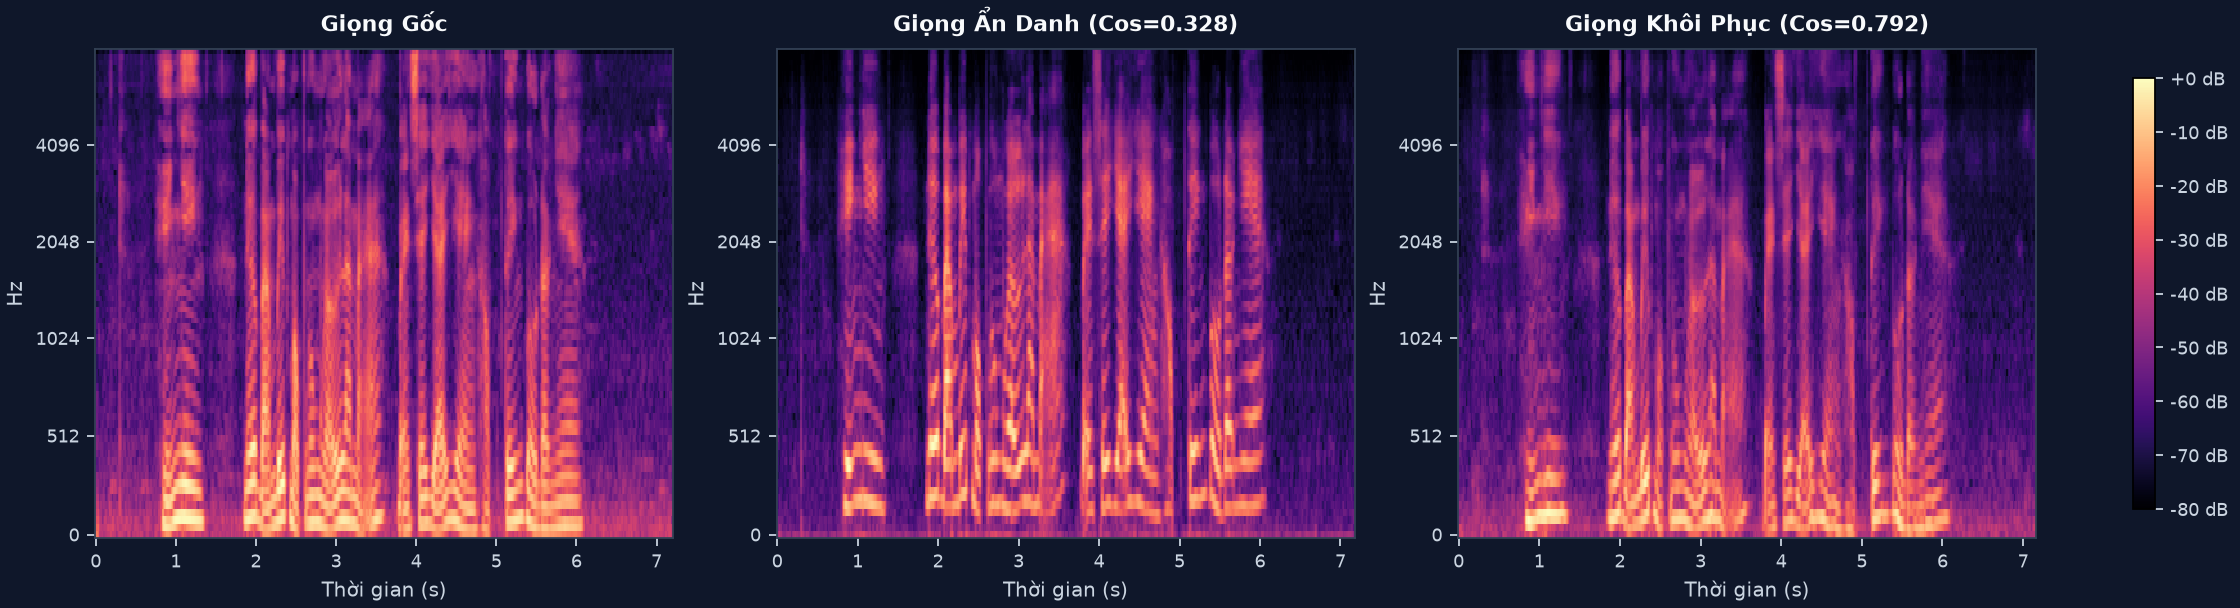 Giọng Gốc
Hz
4096
2048
1024
512
0
0 1 2 3 4 5 6 7
Thời gian (s)
Giọng Ẩn Danh (Cos=0.328)
Hz
4096
2048
1024
512
0
0 1 2 3 4 5 6 7
Thời gian (s)
Giọng Khôi Phục (Cos=0.792)
Hz
4096
2048
1024
512
0
0 1 2 3 4 5 6 7
Thời gian (s)
+0 dB
-10 dB
-20 dB
-30 dB
-40 dB
-50 dB
-60 dB
-70 dB
-80 dB